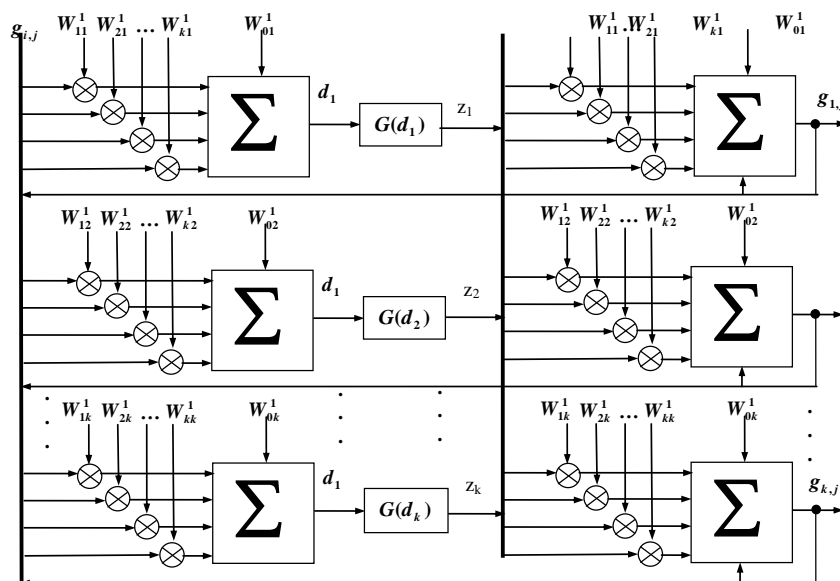 g_{i,j} W^1_{11} W^1_{21} ... W^1_{k1} W^1_{01} W^1_{11} W^1_{21} ... W^1_{k1} W^1_{01}
Σ d_1 G(d_1) z_1 Σ g_{1,
W^1_{12} W^1_{22} ... W^1_{k2} W^1_{02} W^1_{12} W^1_{22} ... W^1_{k2} W^1_{02}
Σ d_1 G(d_2) z_2 Σ
W^1_{1k} W^1_{2k} ... W^1_{kk} W^1_{0k} W^1_{1k} W^1_{2k} ... W^1_{kk} W^1_{0k}
Σ d_1 G(d_k) z_k Σ g_{k,j}